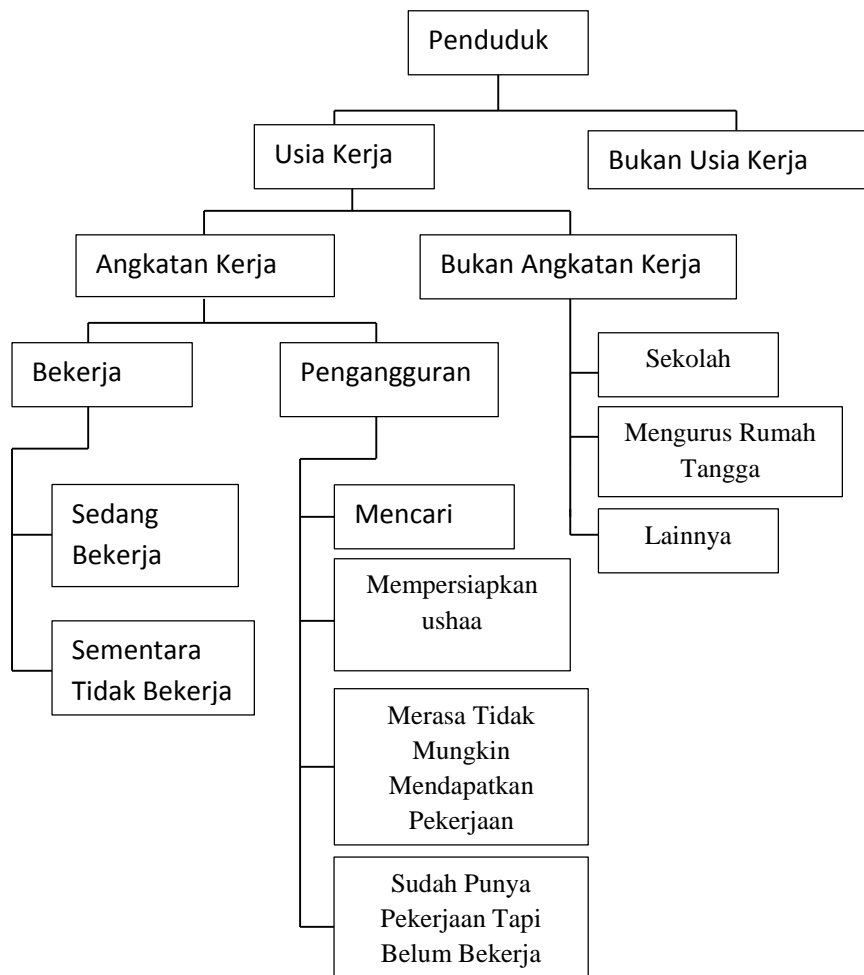 Penduduk
Usia Kerja
Bukan Usia Kerja
Angkatan Kerja
Bukan Angkatan Kerja
Bekerja
Pengangguran
Sekolah
Mengurus Rumah
Tangga
Lainnya
Sedang
Bekerja
Sementara
Tidak Bekerja
Mencari
Mempersiapkan
ushaa
Merasa Tidak
Mungkin
Mendapatkan
Pekerjaan
Sudah Punya
Pekerjaan Tapi
Belum Bekerja